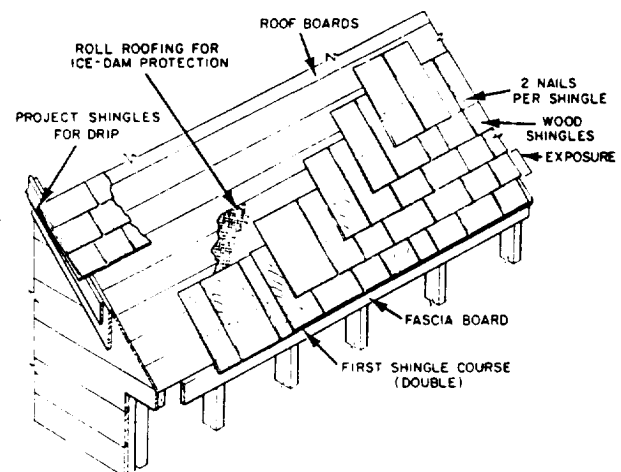 ROOF BOARDS
ROLL ROOFING FOR
ICE-DAM PROTECTION
2 NAILS
PER SHINGLE
PROJECT SHINGLES
FOR DRIP
WOOD
SHINGLES
EXPOSURE
FASCIA BOARD
FIRST SHINGLE COURSE
(DOUBLE)